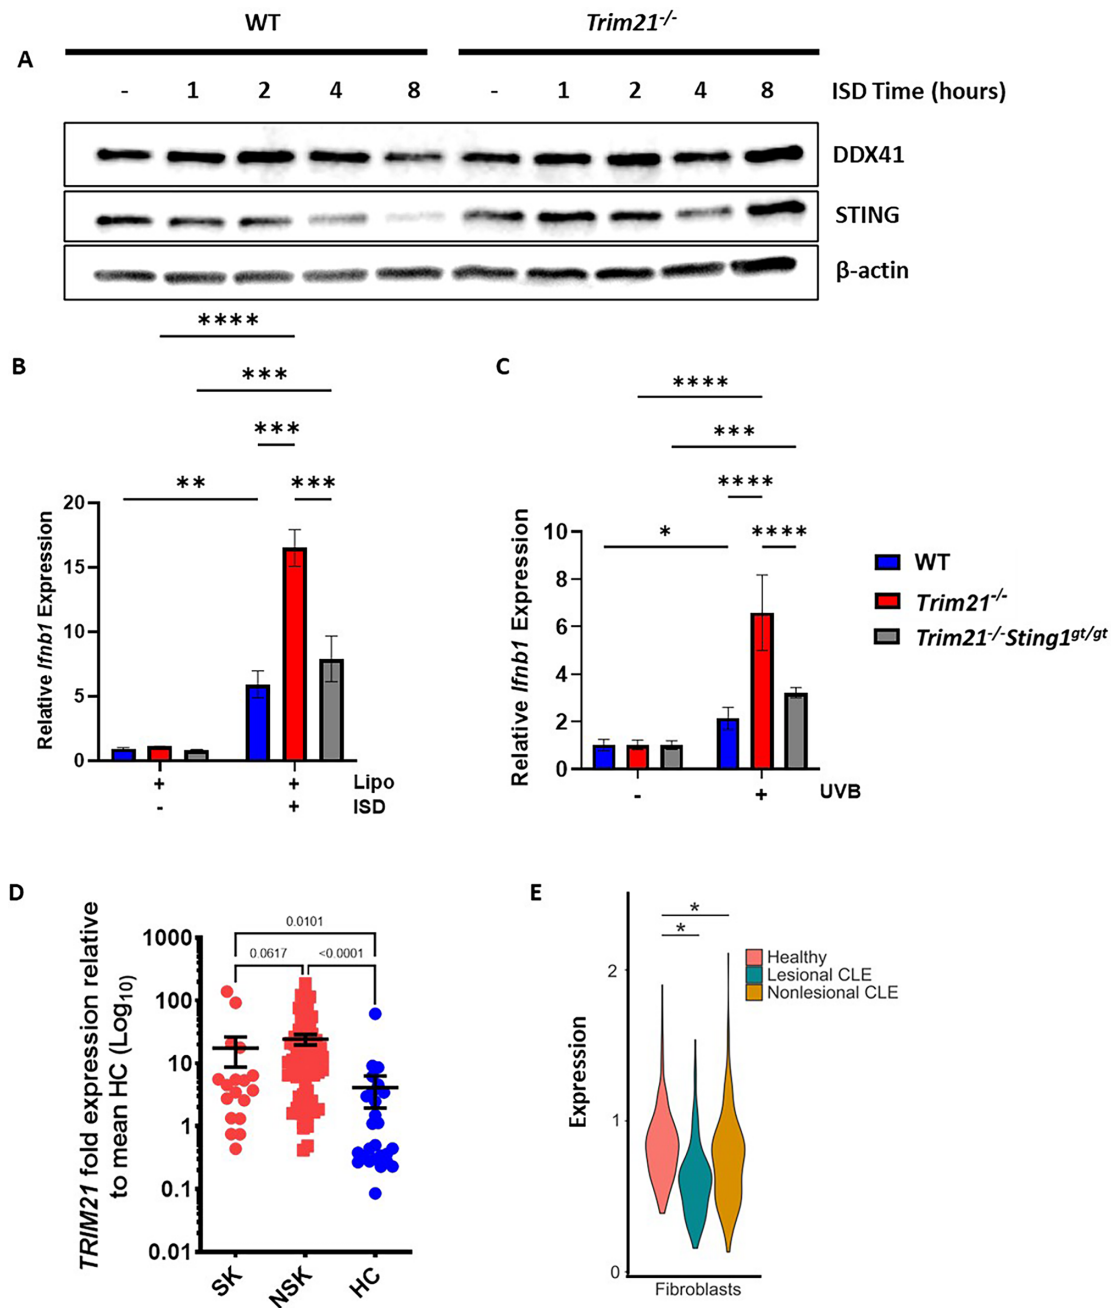 WT Trim21-/-
A
- 1 2 4 8 - 1 2 4 8 ISD Time (hours)
DDX41
STING
β-actin
B
****
***
***
** ***
Relative Ifnb1 Expression
20
15
10
5
0
+ + Lipo
- + ISD
C
****
***
****
* ****
Relative Ifnb1 Expression
10
8
6
4
2
0
- + UVB
WT
Trim21-/-
Trim21-/-Sting1gt/gt
D
TRIM21 fold expression relative
to mean HC (Log10)
0.0101
0.0617 <0.0001
1000
100
10
1
0.1
0.01
SK NSK HC
E
*
*
Expression
2
1
0
Healthy
Lesional CLE
Nonlesional CLE
Fibroblasts